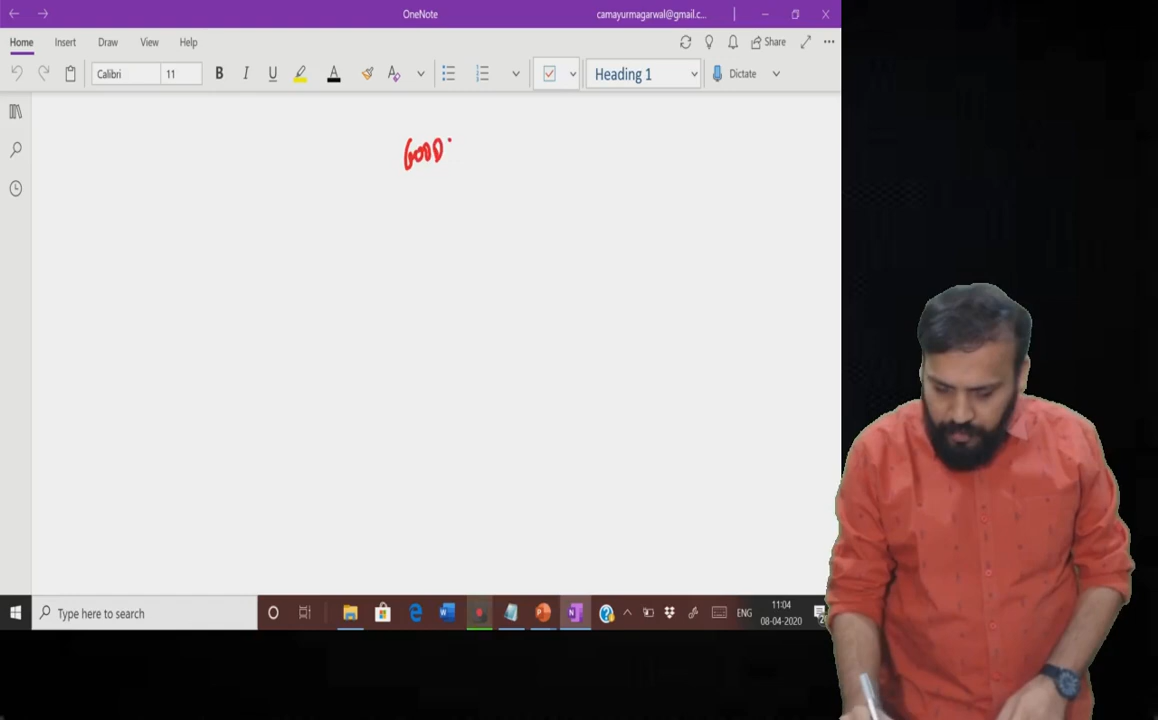 OneNote
camayurmagarwal@gmail.c...
Home Insert Draw View Help
Share
Calibri 11 B I U A A Heading 1 Dictate
GOOD
Type here to search
ENG
11:04
08-04-2020